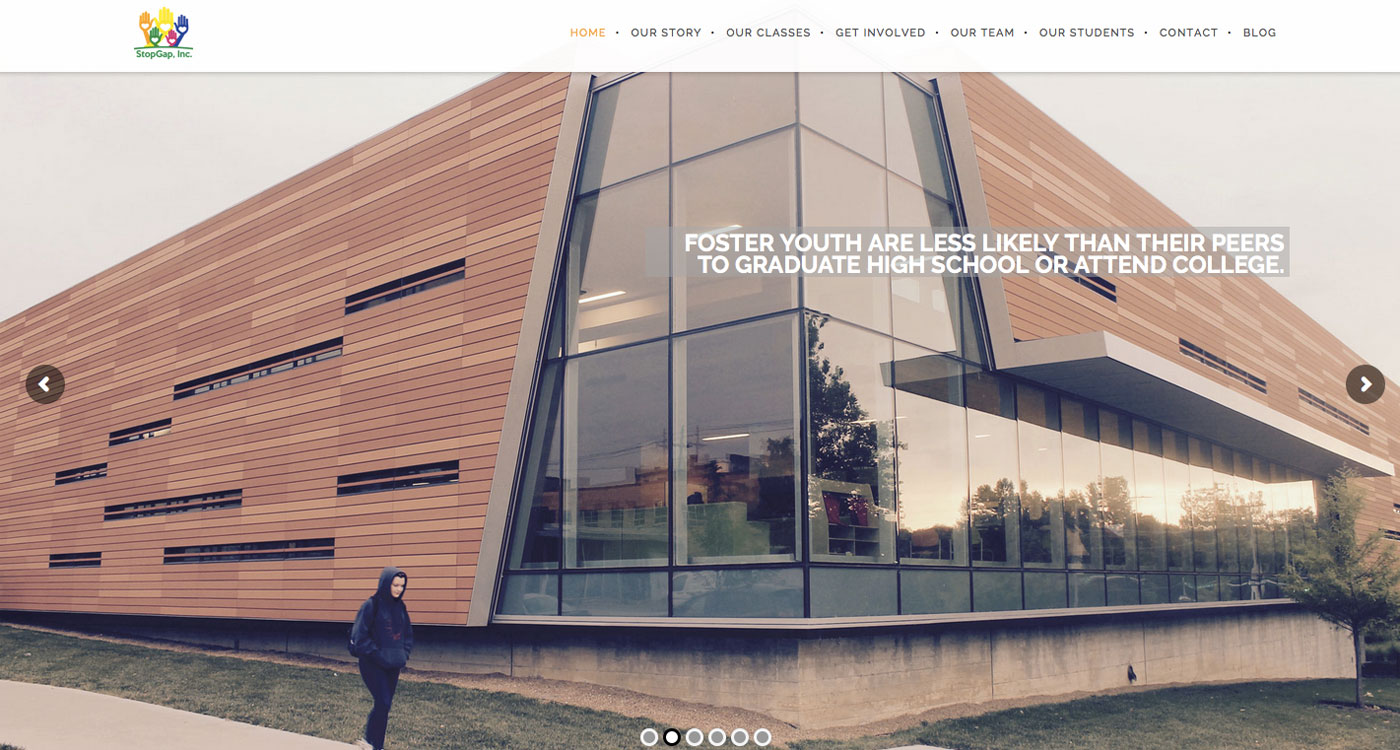 StopGap, Inc.
HOME • OUR STORY • OUR CLASSES • GET INVOLVED • OUR TEAM • OUR STUDENTS • CONTACT • BLOG
FOSTER YOUTH ARE LESS LIKELY THAN THEIR PEERS
TO GRADUATE HIGH SCHOOL OR ATTEND COLLEGE.